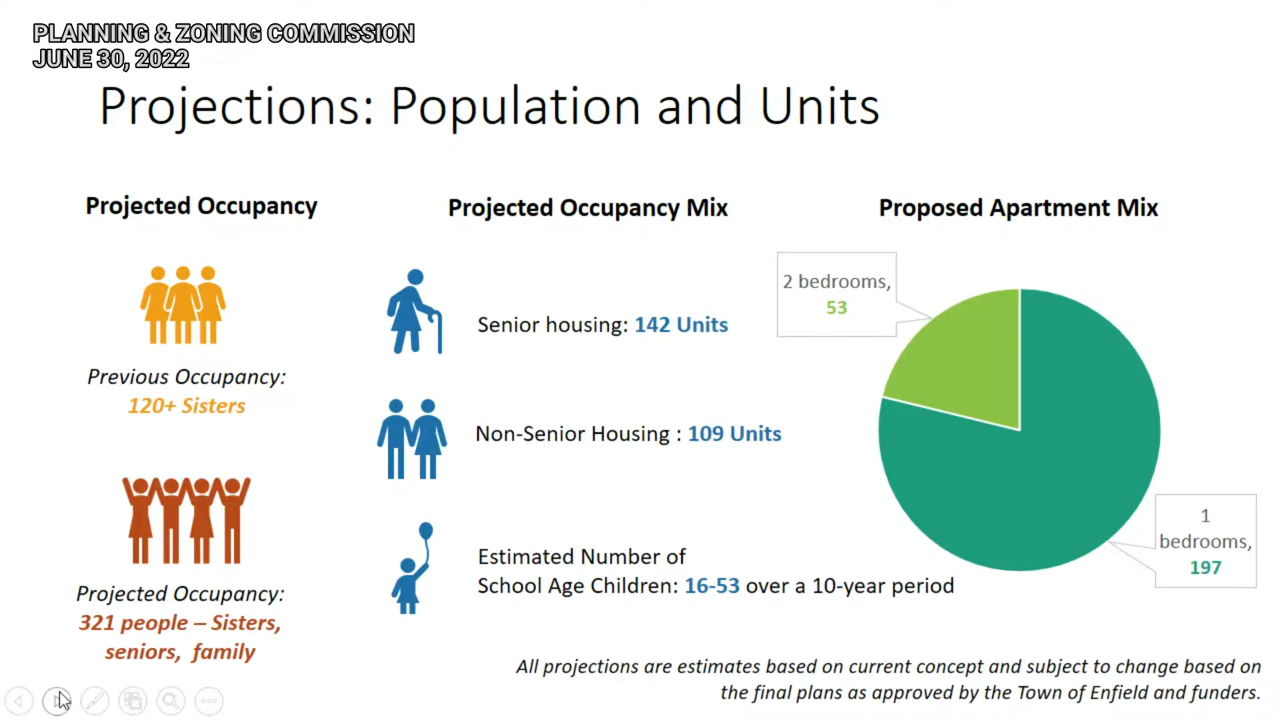 PLANNING & ZONING COMMISSION
JUNE 30, 2022
Projections: Population and Units
Projected Occupancy
Previous Occupancy:
120+ Sisters
Projected Occupancy:
321 people – Sisters,
seniors, family
Projected Occupancy Mix
Senior housing: 142 Units
Non-Senior Housing : 109 Units
Estimated Number of
School Age Children: 16-53 over a 10-year period
Proposed Apartment Mix
2 bedrooms,
53
1
bedrooms,
197
All projections are estimates based on current concept and subject to change based on
the final plans as approved by the Town of Enfield and funders.